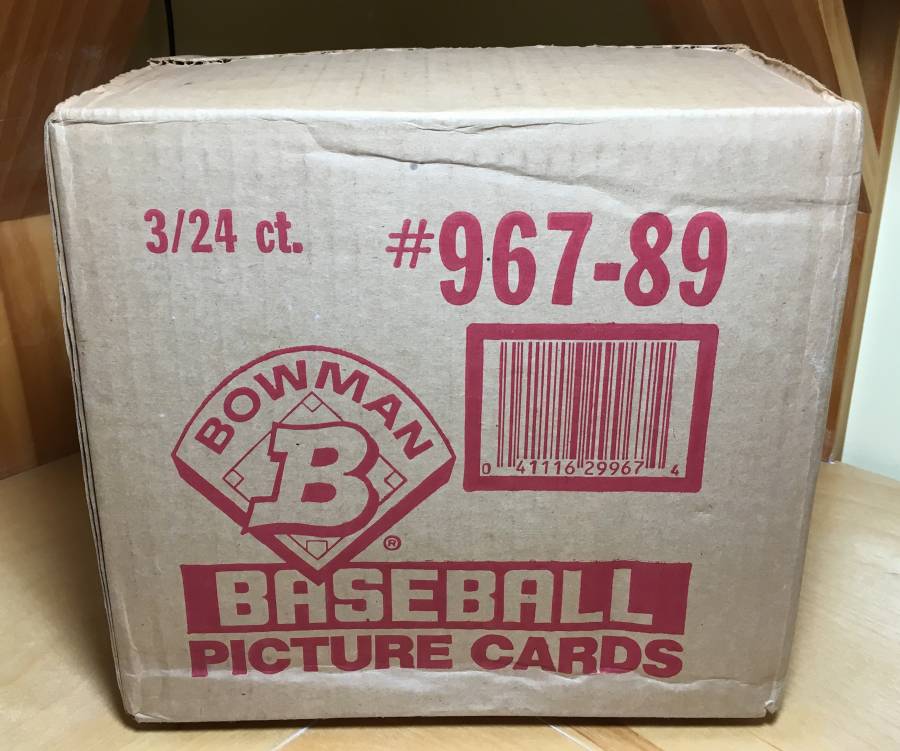 3/24 ct.
#967-89
BOWMAN
B
®
0 41116 29967 4
BASEBALL
PICTURE CARDS